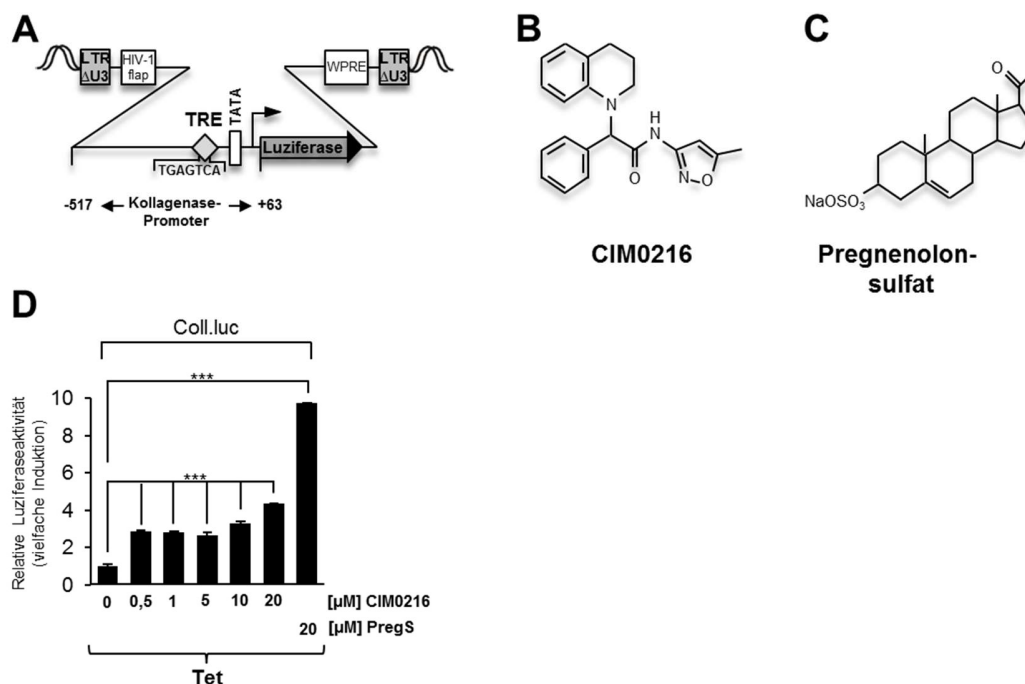 A
LTR
ΔU3
HIV-1
flap
WPRE
LTR
ΔU3
TRE
TATA
Luziferase
TGAGTCA
-517
Kollagenase-
Promoter
+63
B
N
H
N
O
N
O
CIM0216
C
O
NaOSO₃
Pregnenolon-
sulfat
D
Coll.luc
***
***
Relative Luziferaseaktivität
(vielfache Induktion)
10
8
6
4
2
0
0 0,5 1 5 10 20 [µM] CIM0216
20 [µM] PregS
Tet